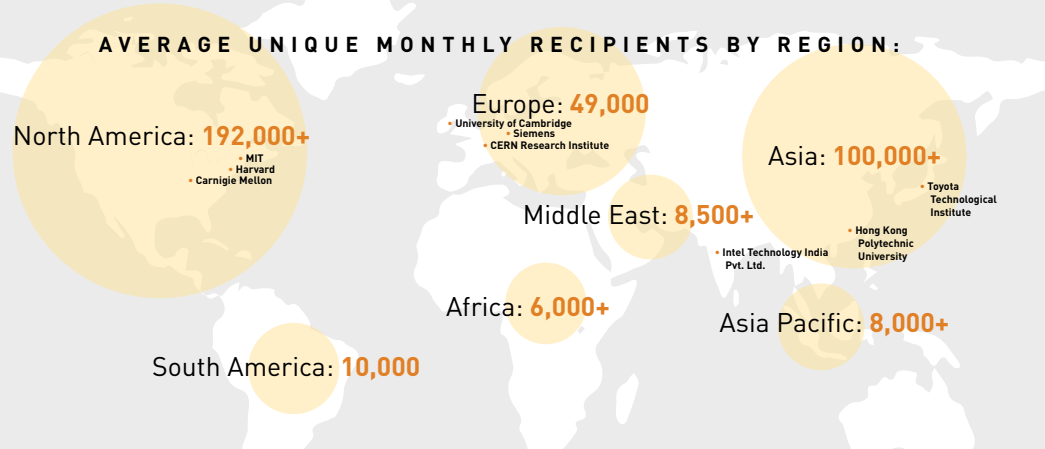 AVERAGE UNIQUE MONTHLY RECIPIENTS BY REGION:
North America: 192,000+
• MIT
• Harvard
• Carnigie Mellon
Europe: 49,000
• University of Cambridge
• Siemens
• CERN Research Institute
Asia: 100,000+
• Toyota
Technological
Institute
• Hong Kong
Polytechnic
University
Middle East: 8,500+
• Intel Technology India
Pvt. Ltd.
Africa: 6,000+
Asia Pacific: 8,000+
South America: 10,000